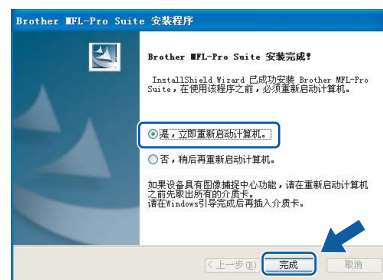 Brother MFL-Pro Suite 安装程序
Brother MFL-Pro Suite 安装完成!
InstallShield Wizard 已成功安装 Brother MFL-Pro
Suite,在使用该程序之前,必须重新启动计算机。
是,立即重新启动计算机。
否,稍后再重新启动计算机。
如果设备具有图像捕捉中心功能,请在重新启动计算机
之前先取出所有的介质卡。
请在Windows引导完成后再插入介质卡。
< 上一步(B) 完成 取消